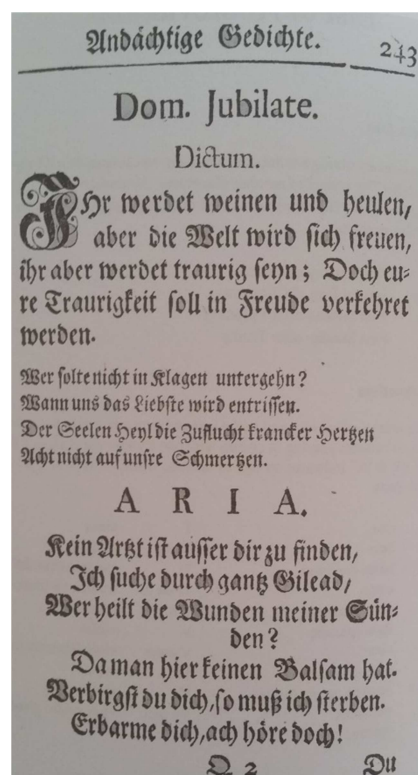 Andächtige Gedichte.
243
Dom. Jubilate.
Dictum.
IHr werdet weinen und heulen,
aber die Welt wird sich freuen,
ihr aber werdet traurig seyn; Doch eu-
re Traurigkeit soll in Freude verkehret
werden.
Wer solte nicht in Klagen untergehn?
Wann uns das Liebste wird entrissen.
Der Seelen Heyl die Zuflucht krancker Hertzen
Acht nicht auf unsre Schmertzen.
ARIA.
Kein Artzt ist ausser dir zu finden,
Ich suche durch gantz Gilead/
Wer heilt die Wunden meiner Sün-
den?
Da man hier keinen Balsam hat.
Verbirgst du dich, so muß ich sterben.
Erbarme dich, ach höre doch!
Q 2
Du